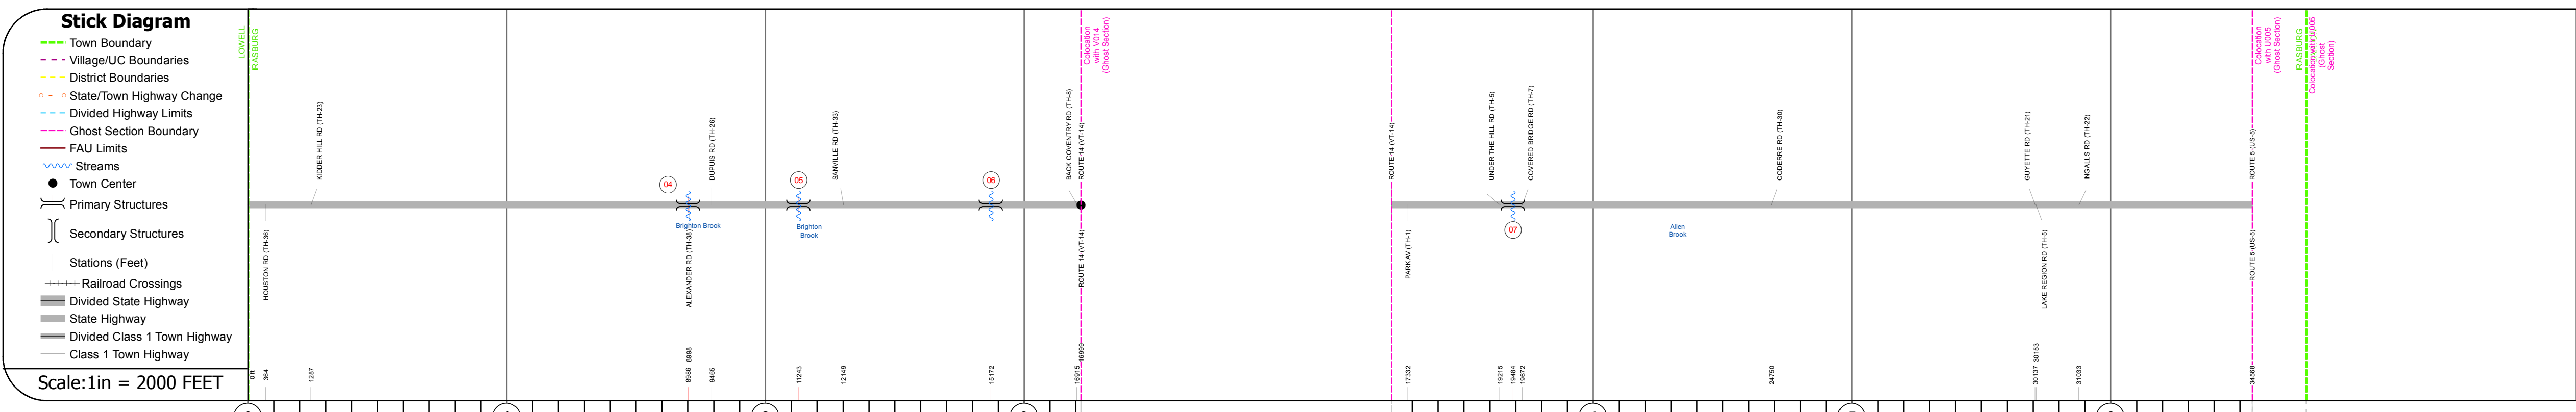 Stick Diagram
Town Boundary
Village/UC Boundaries
District Boundaries
State/Town Highway Change
Divided Highway Limits
Ghost Section Boundary
FAU Limits
Streams
Town Center
Primary Structures
Secondary Structures
Stations (Feet)
Railroad Crossings
Divided State Highway
State Highway
Divided Class 1 Town Highway
Class 1 Town Highway
Scale:1in = 2000 FEET
LOWELL
IRASBURG
KIDDER HILL RD (TH-23)
HOUSTON RD (TH-36)
04
Brighton Brook
ALEXANDER RD (TH-38)
DUPUIS RD (TH-26)
05
Brighton
Brook
SANVILLE RD (TH-33)
06
BACK COVENTRY RD (TH-8)
ROUTE-14 (VT-14)
ROUTE 14 (VT-14)
Colocation
with V014
(Ghost Section)
ROUTE-14 (VT-14)
PARK AV (TH-1)
UNDER THE HILL RD (TH-5)
COVERED BRIDGE RD (TH-7)
07
Allen
Brook
CODERRE RD (TH-30)
GUYETTE RD (TH-21)
LAKE REGION RD (TH-5)
INGALLS RD (TH-22)
ROUTE 5 (US-5)
ROUTE 5 (US-5)
Colocation
with U005
(Ghost Section)
IRASBURG
Colocation with U005
(Ghost
Section)
0 ft
364
1287
8986
8998
9465
11243
12149
15172
16915
16999
17332
19215
19484
19672
24750
30137
30153
31033
34568